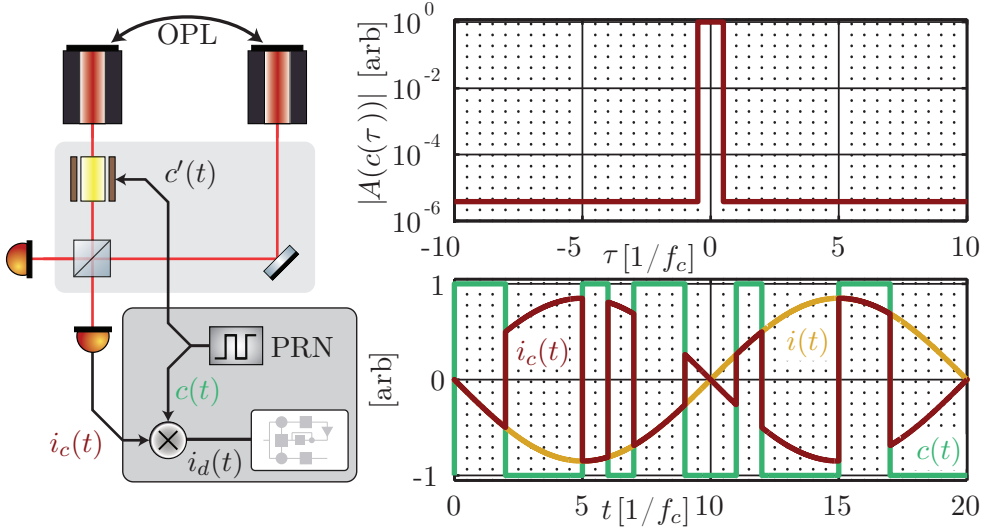 OPL
c′(t)
PRN
c(t)
i_c(t)
i_d(t)
|A(c(τ))| [arb]
10^0
10^-2
10^-4
10^-6
-10 -5 0 5 10
τ [1/f_c]
[arb]
1
0
-1
i_c(t)
i(t)
c(t)
0 5 10 15 20
t [1/f_c]